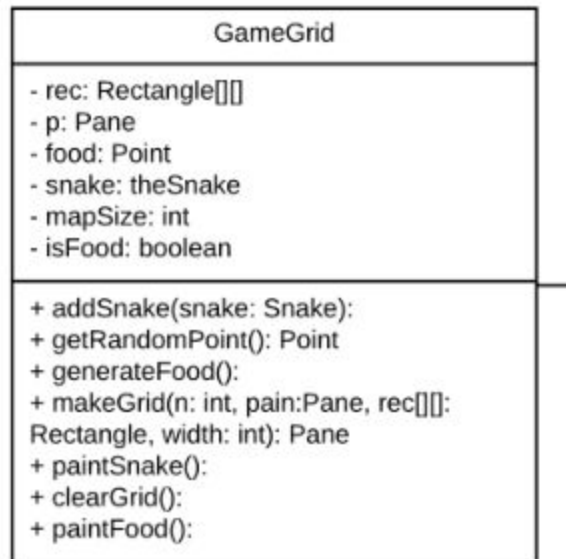 GameGrid
- rec: Rectangle[][]
- p: Pane
- food: Point
- snake: theSnake
- mapSize: int
- isFood: boolean
+ addSnake(snake: Snake):
+ getRandomPoint(): Point
+ generateFood():
+ makeGrid(n: int, pain:Pane, rec[][]:
Rectangle, width: int): Pane
+ paintSnake():
+ clearGrid():
+ paintFood():